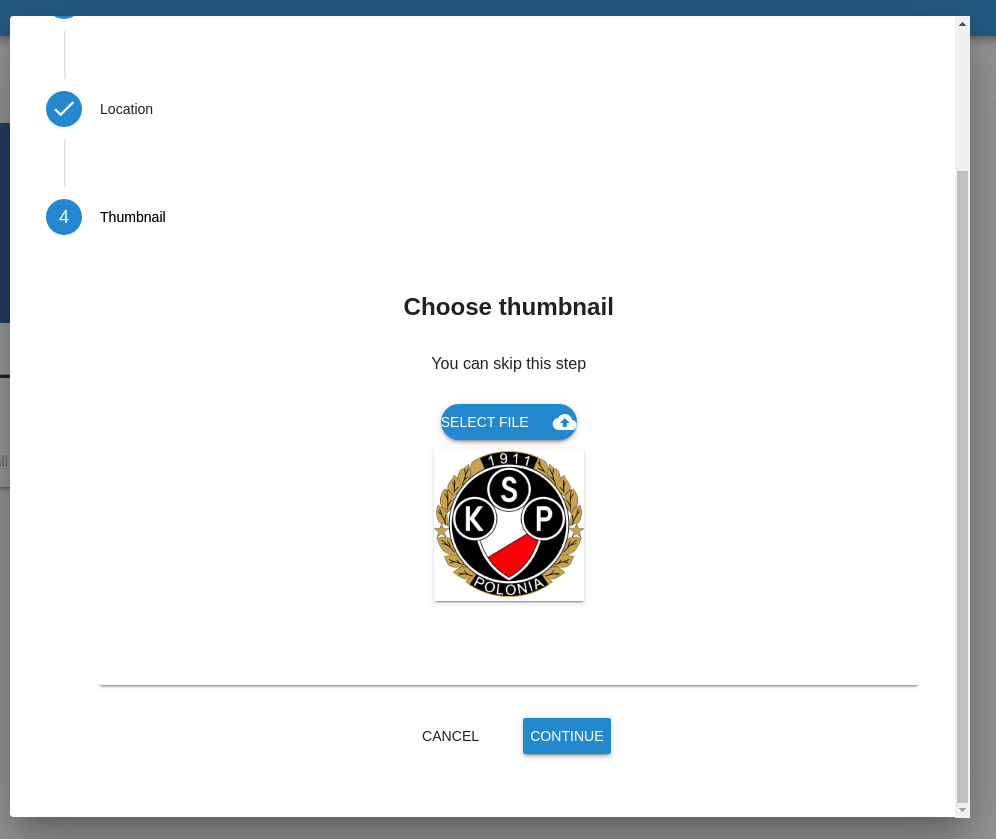 Location
4
Thumbnail
Choose thumbnail
You can skip this step
SELECT FILE
1911
S
K P
POLONIA
CANCEL
CONTINUE